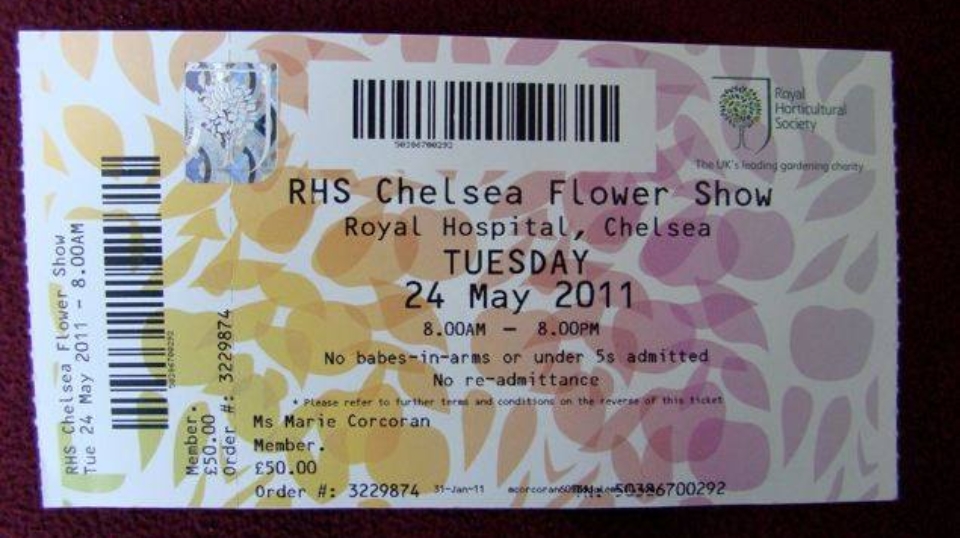 RHS Chelsea Flower Show
Tue 24 May 2011 - 8.00AM
50386700292
Member.
£50.00
Order #: 3229874
50386700292
Royal
Horticultural
Society
The UK's leading gardening charity
RHS Chelsea Flower Show
Royal Hospital, Chelsea
TUESDAY
24 May 2011
8.00AM – 8.00PM
No babes-in-arms or under 5s admitted
No re-admittance
* Please refer to further terms and conditions on the reverse of this ticket
Ms Marie Corcoran
Member.
£50.00
Order #: 3229874 31-Jan-11 50386700292